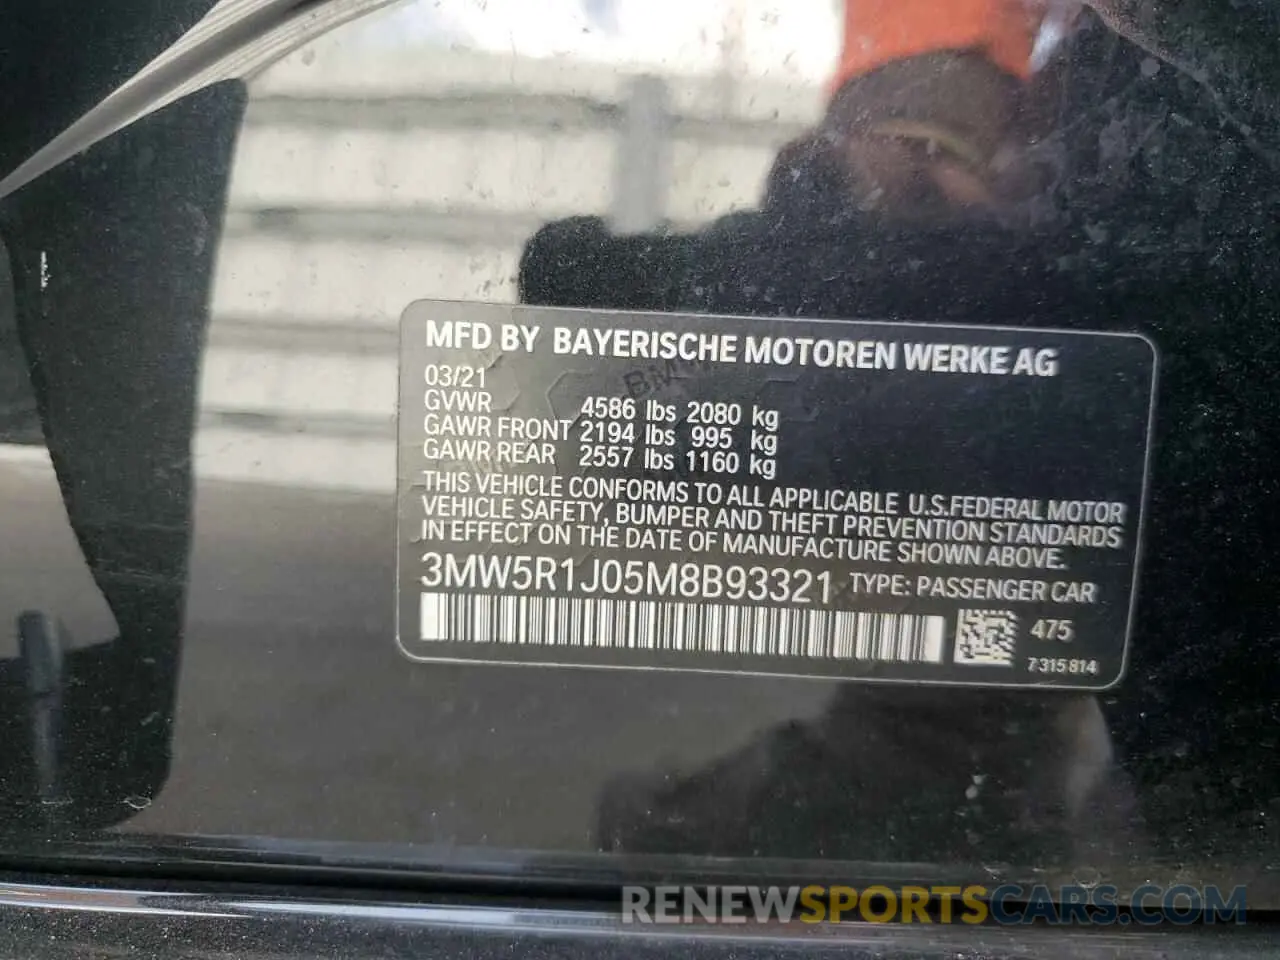 MFD BY BAYERISCHE MOTOREN WERKE AG
03/21
GVWR 4586 lbs 2080 kg
GAWR FRONT 2194 lbs 995 kg
GAWR REAR 2557 lbs 1160 kg
THIS VEHICLE CONFORMS TO ALL APPLICABLE U.S.FEDERAL MOTOR
VEHICLE SAFETY, BUMPER AND THEFT PREVENTION STANDARDS
IN EFFECT ON THE DATE OF MANUFACTURE SHOWN ABOVE.
3MW5R1J05M8B93321 TYPE: PASSENGER CAR
475
7315814
RENEWSPORTSCARS.COM